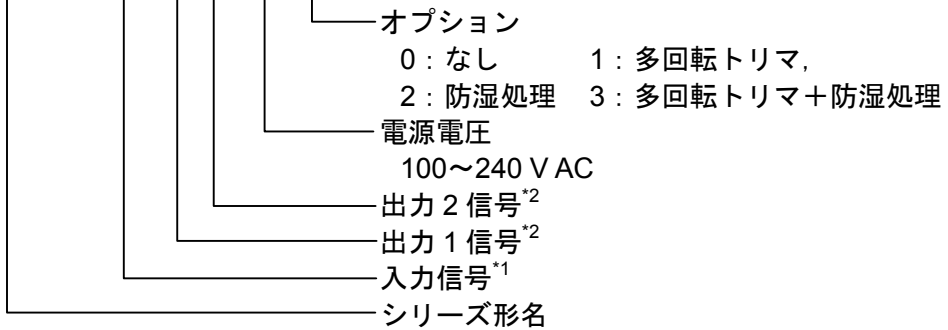 オプション
0：なし 1：多回転トリマ,
2：防湿処理 3：多回転トリマ＋防湿処理
電源電圧
100～240 V AC
出力 2 信号*2
出力 1 信号*2
入力信号*1
シリーズ形名